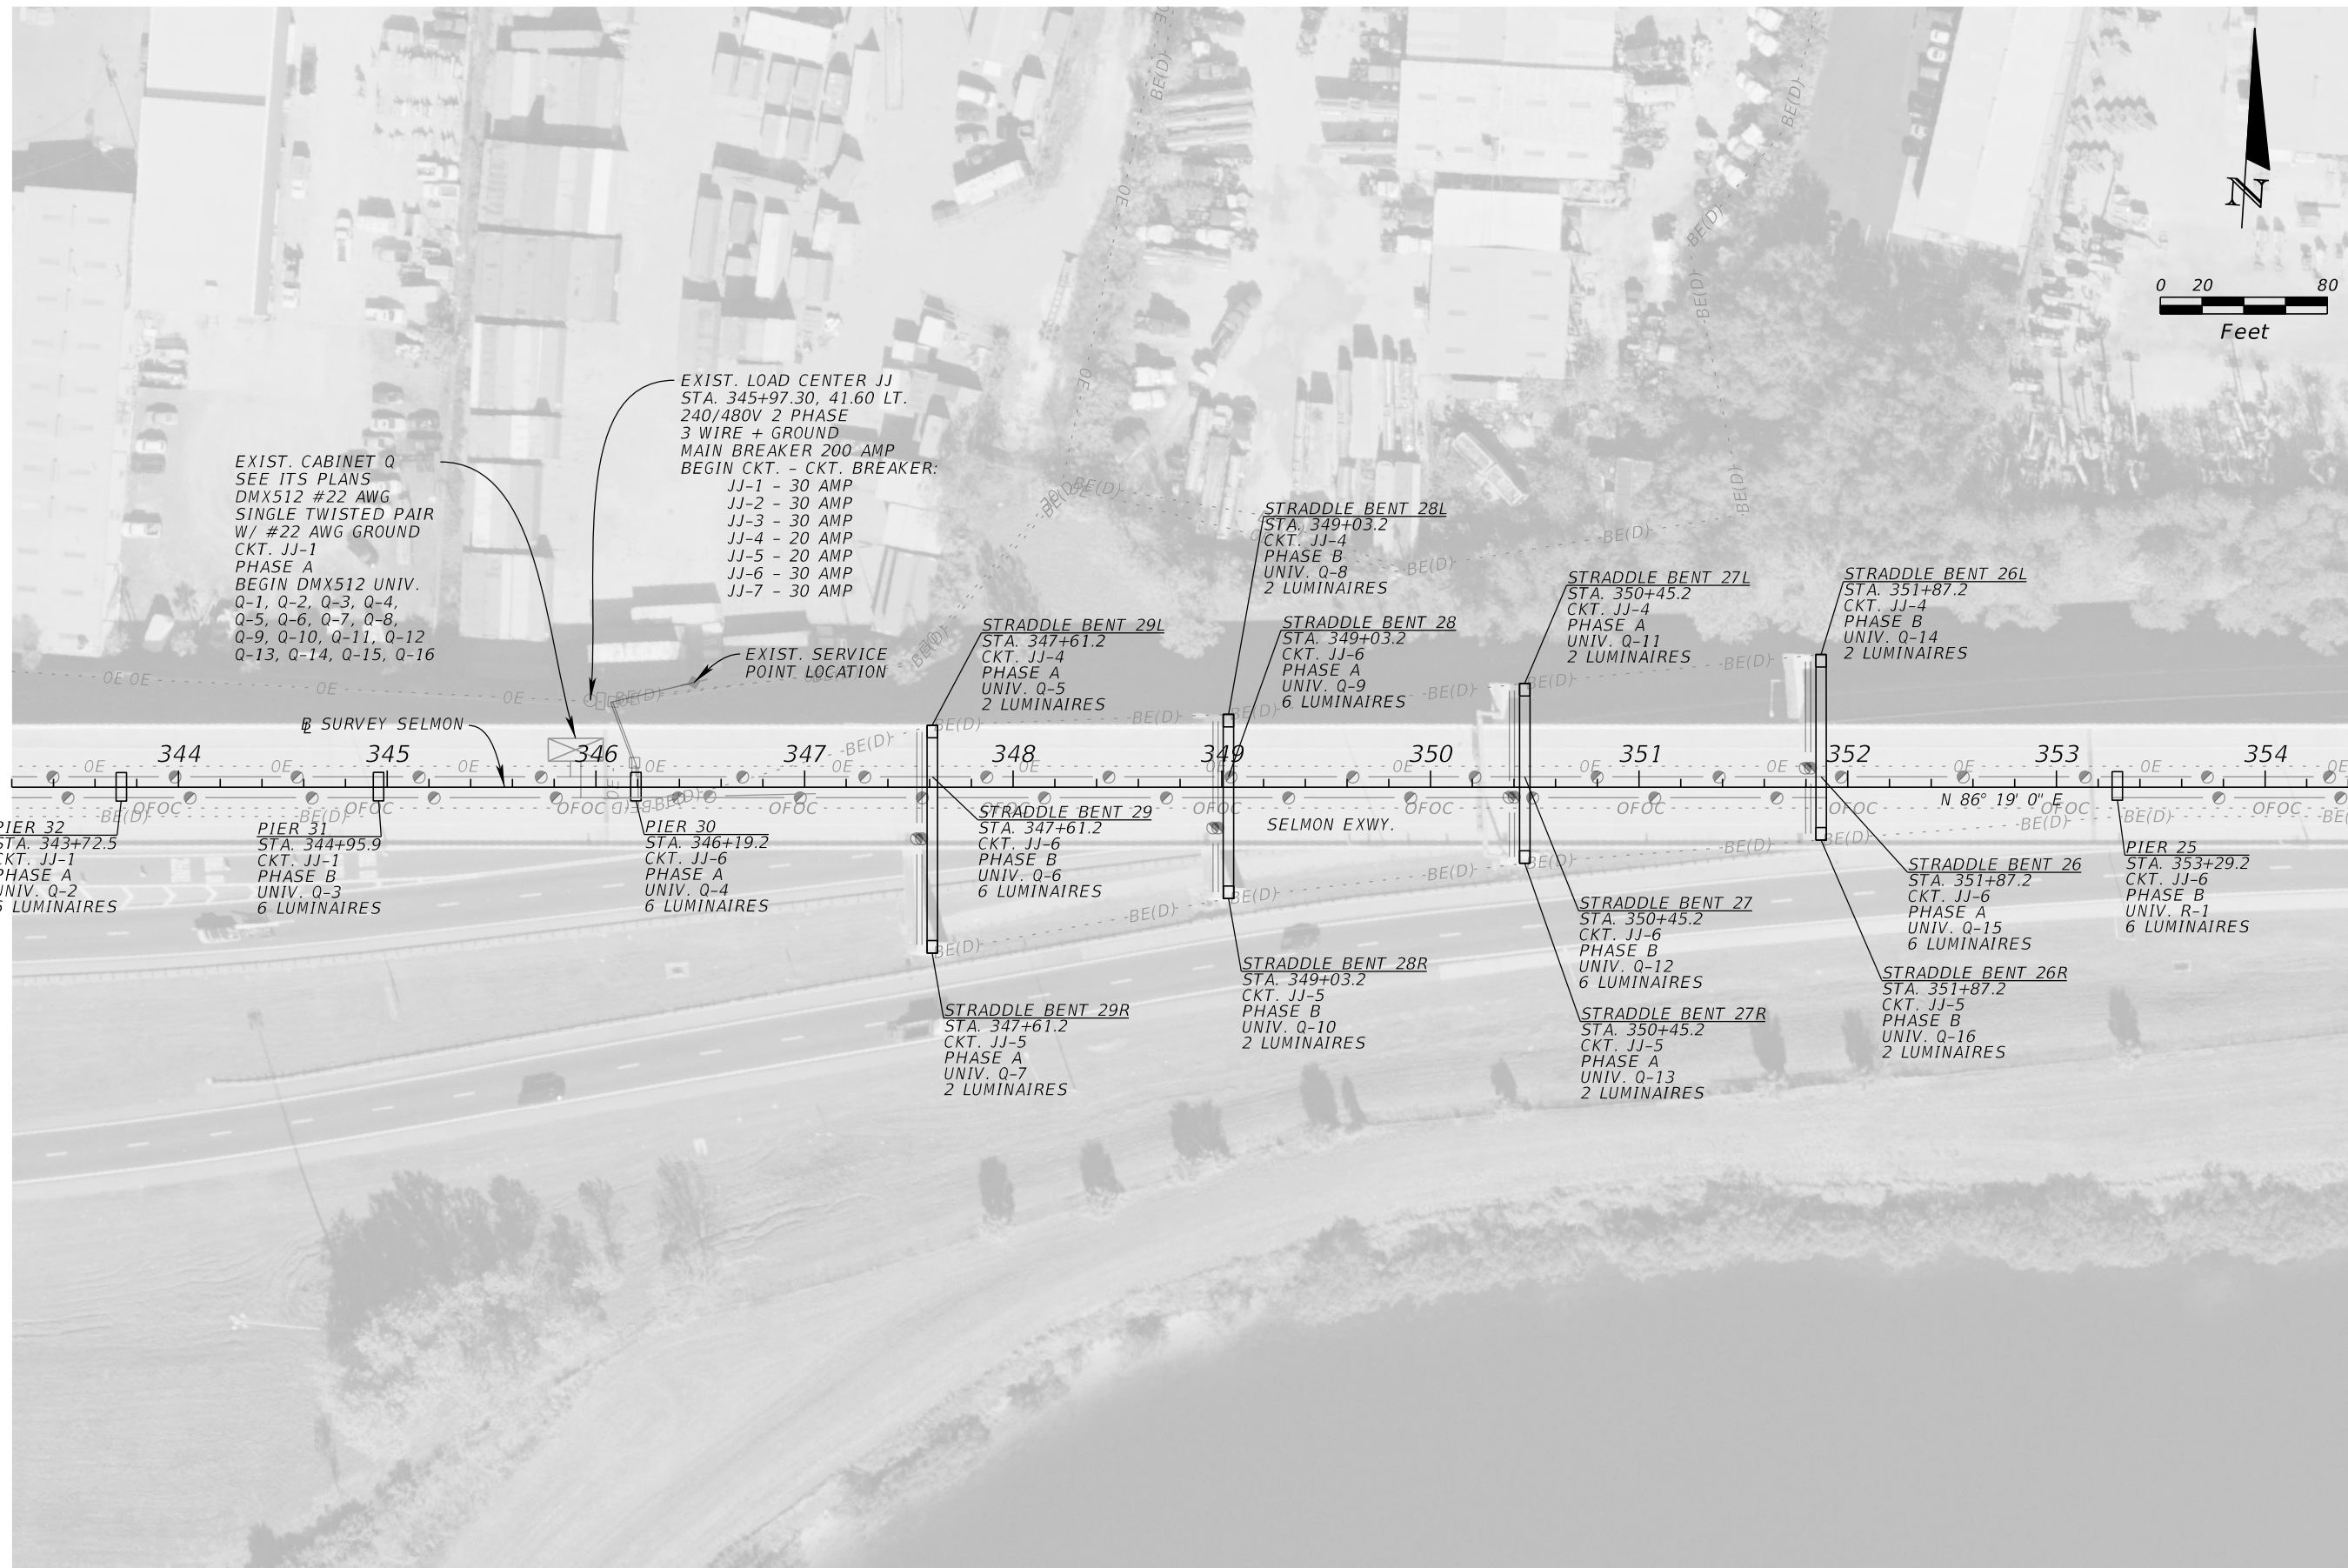 N
0 20 80
Feet
EXIST. LOAD CENTER JJ
STA. 345+97.30, 41.60 LT.
240/480V 2 PHASE
3 WIRE + GROUND
MAIN BREAKER 200 AMP
BEGIN CKT. – CKT. BREAKER:
JJ-1 – 30 AMP
JJ-2 – 30 AMP
JJ-3 – 30 AMP
JJ-4 – 20 AMP
JJ-5 – 20 AMP
JJ-6 – 30 AMP
JJ-7 – 30 AMP
EXIST. CABINET Q
SEE ITS PLANS
DMX512 #22 AWG
SINGLE TWISTED PAIR
W/ #22 AWG GROUND
CKT. JJ-1
PHASE A
BEGIN DMX512 UNIV.
Q-1, Q-2, Q-3, Q-4,
Q-5, Q-6, Q-7, Q-8,
Q-9, Q-10, Q-11, Q-12
Q-13, Q-14, Q-15, Q-16
EXIST. SERVICE
POINT LOCATION
STRADDLE BENT 29L
STA. 347+61.2
CKT. JJ-4
PHASE A
UNIV. Q-5
2 LUMINAIRES
STRADDLE BENT 28L
STA. 349+03.2
CKT. JJ-4
PHASE B
UNIV. Q-8
2 LUMINAIRES
STRADDLE BENT 28
STA. 349+03.2
CKT. JJ-6
PHASE A
UNIV. Q-9
6 LUMINAIRES
STRADDLE BENT 27L
STA. 350+45.2
CKT. JJ-4
PHASE A
UNIV. Q-11
2 LUMINAIRES
STRADDLE BENT 26L
STA. 351+87.2
CKT. JJ-4
PHASE B
UNIV. Q-14
2 LUMINAIRES
BE(D)
OE
℄ SURVEY SELMON
344 345 346 347 348 349 350 351 352 353 354
OFOC
N 86° 19' 0" E
SELMON EXWY.
PIER 32
STA. 343+72.5
CKT. JJ-1
PHASE A
UNIV. Q-2
6 LUMINAIRES
PIER 31
STA. 344+95.9
CKT. JJ-1
PHASE B
UNIV. Q-3
6 LUMINAIRES
PIER 30
STA. 346+19.2
CKT. JJ-6
PHASE A
UNIV. Q-4
6 LUMINAIRES
STRADDLE BENT 29
STA. 347+61.2
CKT. JJ-6
PHASE B
UNIV. Q-6
6 LUMINAIRES
STRADDLE BENT 29R
STA. 347+61.2
CKT. JJ-5
PHASE A
UNIV. Q-7
2 LUMINAIRES
STRADDLE BENT 28R
STA. 349+03.2
CKT. JJ-5
PHASE B
UNIV. Q-10
2 LUMINAIRES
STRADDLE BENT 27
STA. 350+45.2
CKT. JJ-6
PHASE B
UNIV. Q-12
6 LUMINAIRES
STRADDLE BENT 27R
STA. 350+45.2
CKT. JJ-5
PHASE A
UNIV. Q-13
2 LUMINAIRES
STRADDLE BENT 26
STA. 351+87.2
CKT. JJ-6
PHASE A
UNIV. Q-15
6 LUMINAIRES
STRADDLE BENT 26R
STA. 351+87.2
CKT. JJ-5
PHASE B
UNIV. Q-16
2 LUMINAIRES
PIER 25
STA. 353+29.2
CKT. JJ-6
PHASE B
UNIV. R-1
6 LUMINAIRES